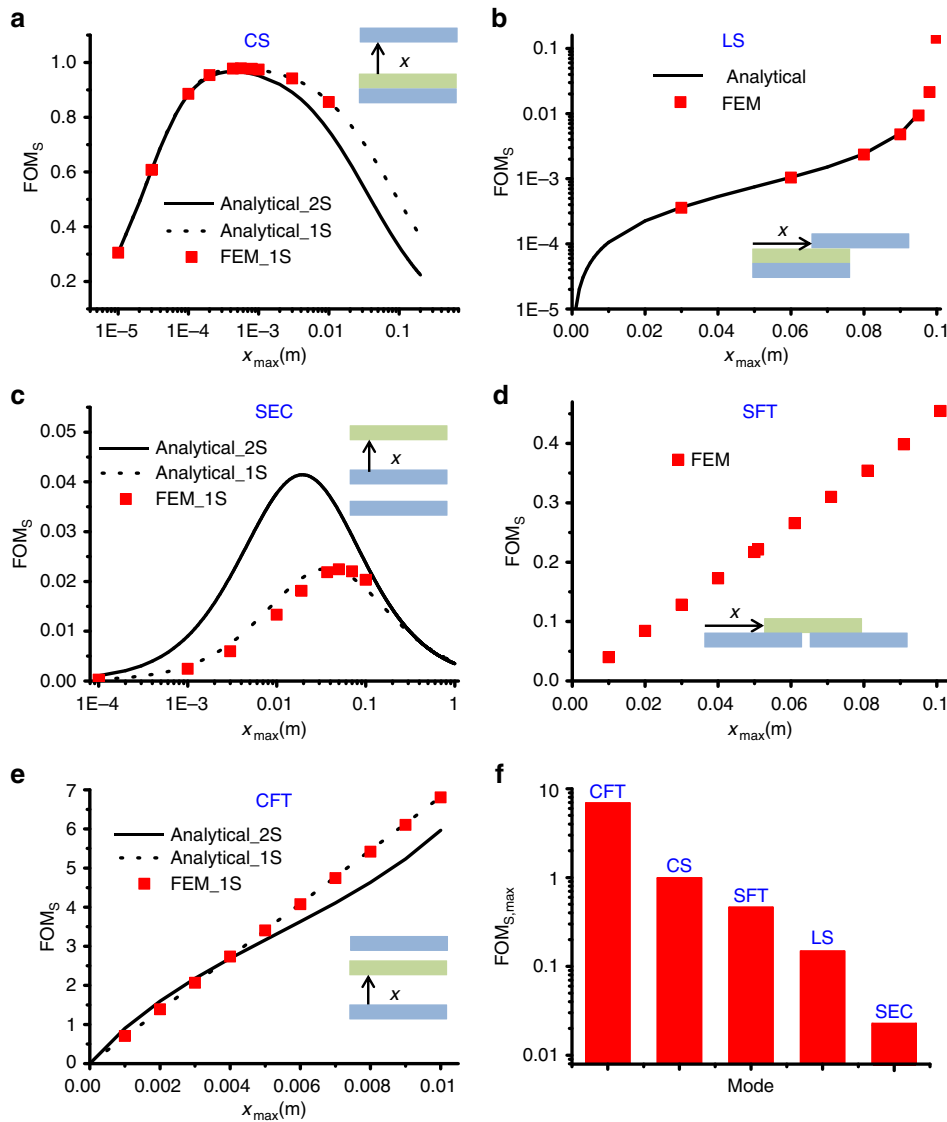 a
CS
x
1.0
0.8
0.6
0.4
0.2
FOMS
Analytical_2S
Analytical_1S
FEM_1S
1E−5
1E−4
1E−3
0.01
0.1
xmax(m)
b
LS
0.1
0.01
1E−3
1E−4
1E−5
FOMS
Analytical
FEM
x
0.00
0.02
0.04
0.06
0.08
0.1
xmax(m)
c
SEC
0.05
0.04
0.03
0.02
0.01
0.00
FOMS
Analytical_2S
Analytical_1S
FEM_1S
x
1E−4
1E−3
0.01
0.1
1
xmax(m)
d
SFT
0.4
0.3
0.2
0.1
0.0
FOMS
FEM
x
0.00
0.02
0.04
0.06
0.08
0.1
xmax(m)
e
CFT
7
6
5
4
3
2
1
0
FOMS
Analytical_2S
Analytical_1S
FEM_1S
x
0.00
0.002
0.004
0.006
0.008
0.01
xmax(m)
f
10
1
0.1
0.01
FOMS,max
CFT
CS
SFT
LS
SEC
Mode